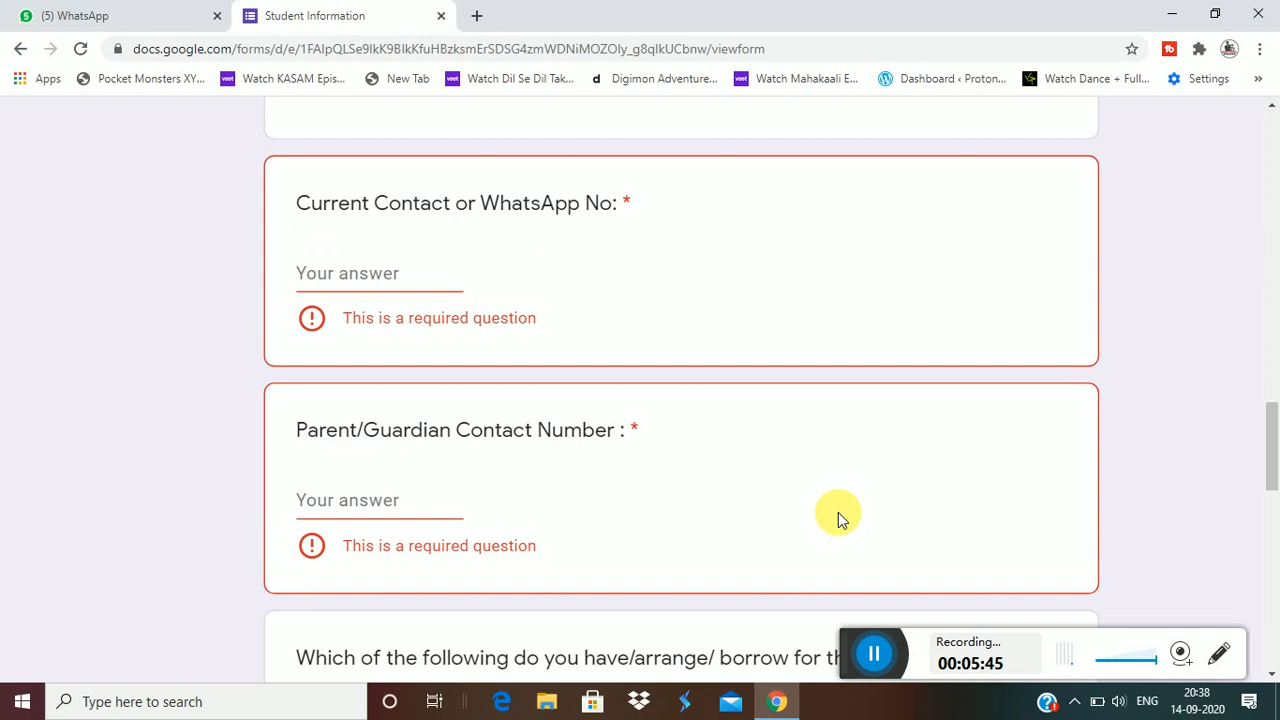 (5) WhatsApp
Student Information
docs.google.com/forms/d/e/1FAIpQLSe9IkK9BIkKfuHBzksmErSDSG4zmWDNiMOZOly_g8qIkUCbnw/viewform
Apps
Pocket Monsters XY...
Watch KASAM Epis...
New Tab
Watch Dil Se Dil Tak...
Digimon Adventure...
Watch Mahakaali E...
Dashboard ‹ Proton...
Watch Dance + Full...
Settings
Current Contact or WhatsApp No: *
Your answer
This is a required question
Parent/Guardian Contact Number : *
Your answer
This is a required question
Which of the following do you have/arrange/ borrow for th
Recording...
00:05:45
Type here to search
ENG
20:38
14-09-2020